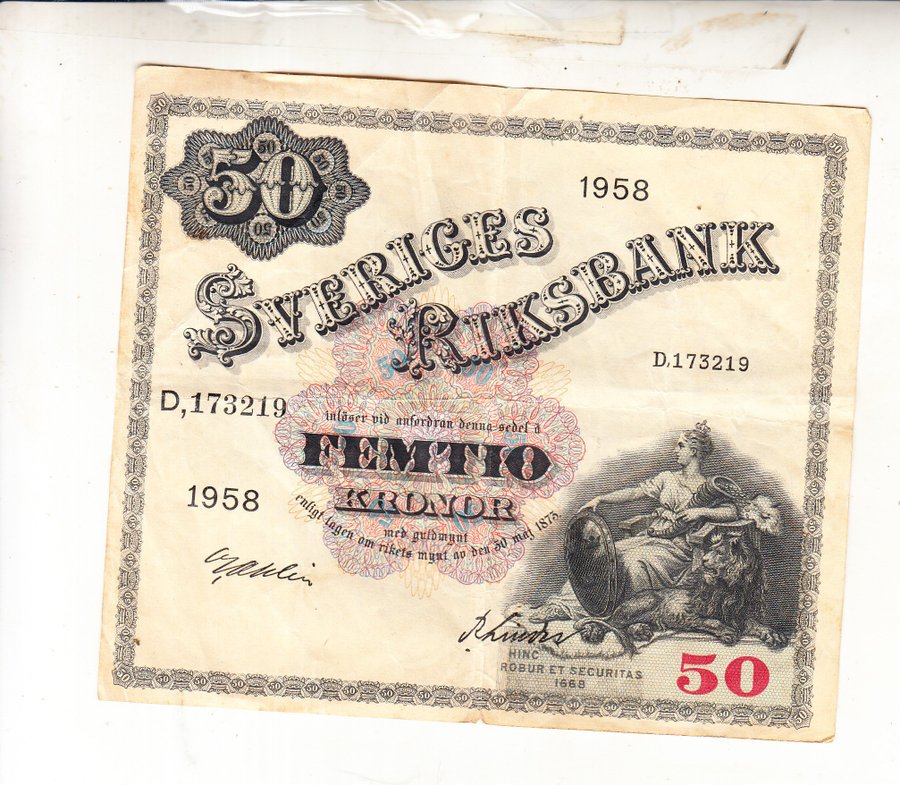 50
1958
SVERIGES
RIKSBANK
D,173219
D,173219
inlöser vid anfordran denna sedel å
FEMTIO
KRONOR
med guldmynt
enligt lagen om rikets mynt av den 30 maj 1873
1958
HINC
ROBUR ET SECURITAS
1668
50